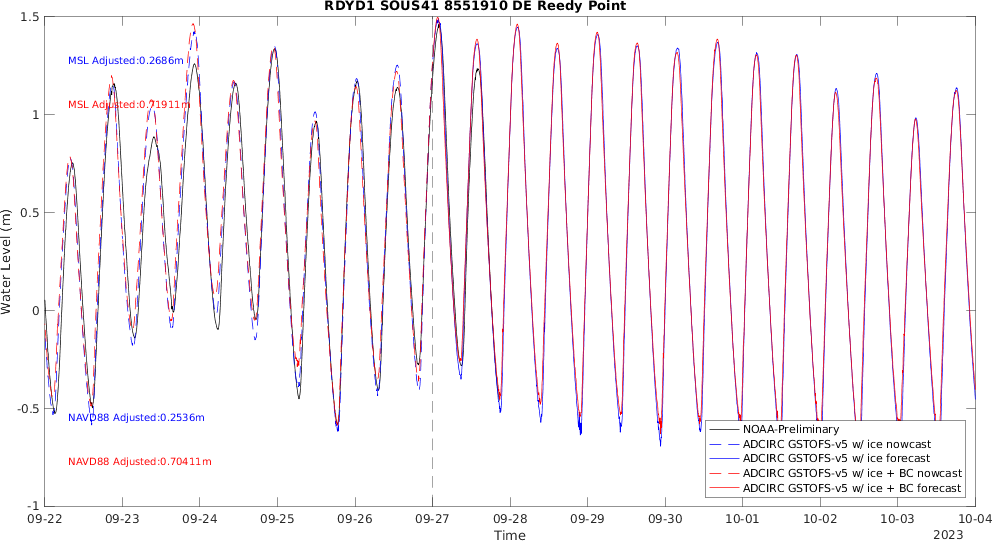 RDYD1 SOUS41 8551910 DE Reedy Point
1.5
1
0.5
0
-0.5
-1
Water Level (m)
MSL Adjusted:0.2686m
MSL Adjusted:0.71911m
NAVD88 Adjusted:0.2536m
NAVD88 Adjusted:0.70411m
NOAA-Preliminary
ADCIRC GSTOFS-v5 w/ ice nowcast
ADCIRC GSTOFS-v5 w/ ice forecast
ADCIRC GSTOFS-v5 w/ ice + BC nowcast
ADCIRC GSTOFS-v5 w/ ice + BC forecast
09-22 09-23 09-24 09-25 09-26 09-27 09-28 09-29 09-30 10-01 10-02 10-03 10-04
Time
2023